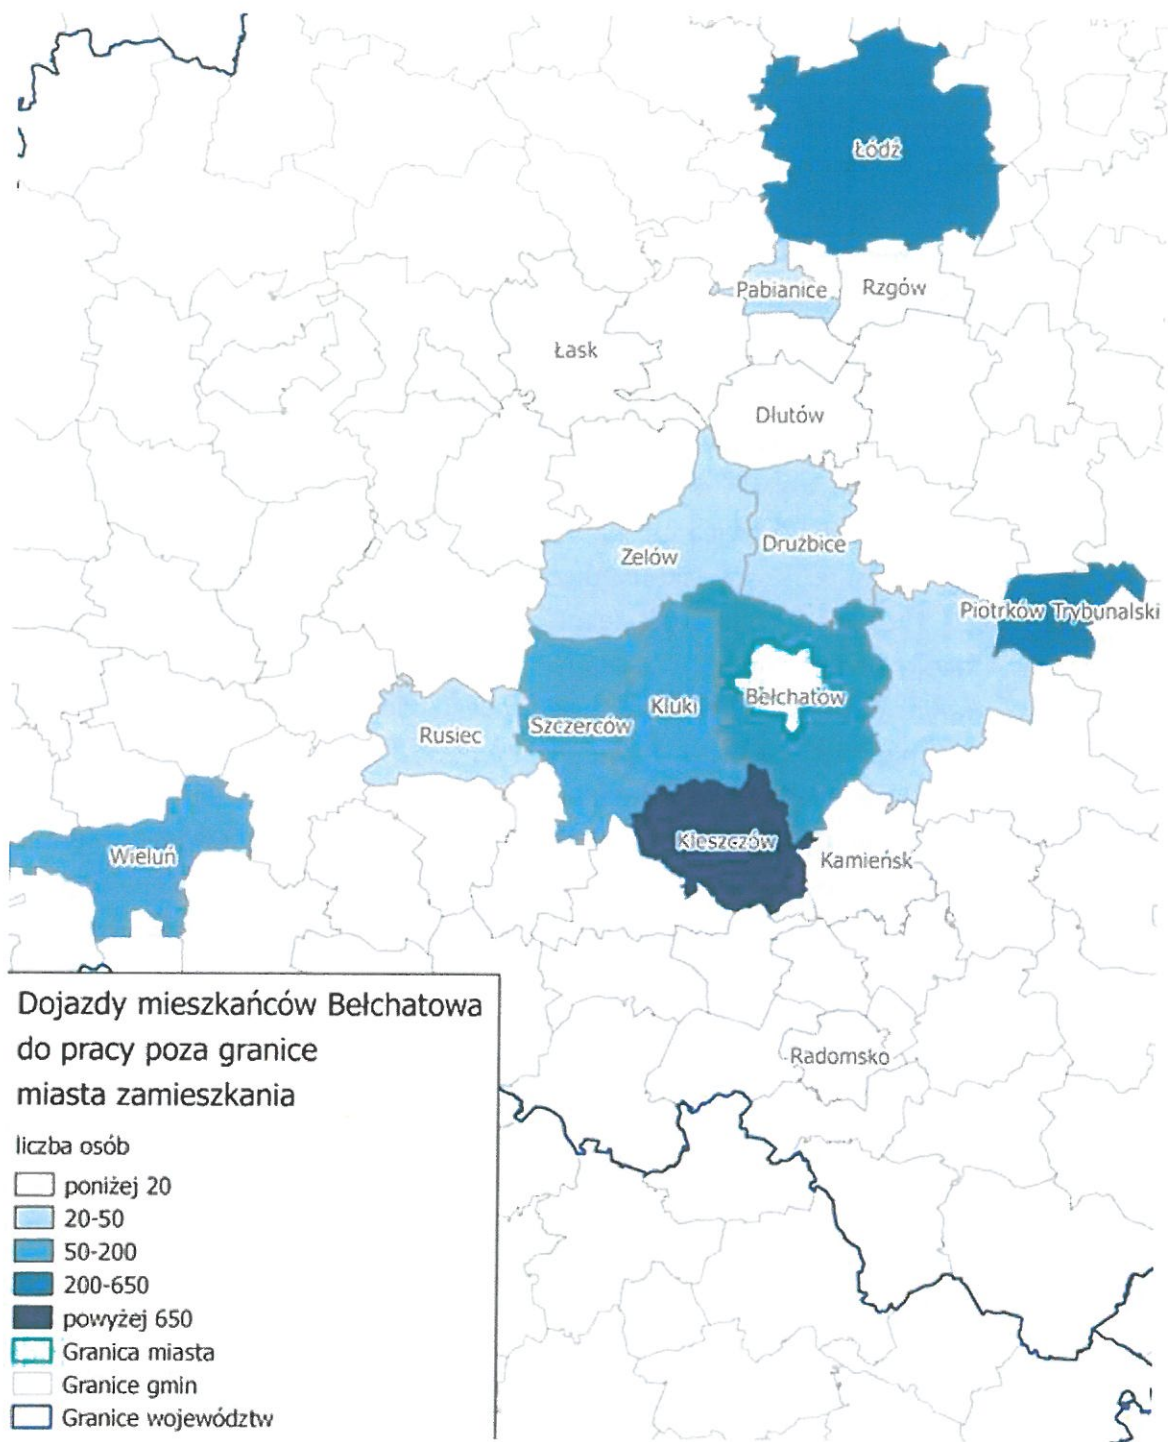 Łódź
Pabianice
Rzgów
Łask
Dłutów
Zelów
Drużbice
Piotrków Trybunalski
Rusiec
Szczerców
Kluki
Bełchatów
Wieluń
Kleszczów
Kamieńsk
Radomsko
Dojazdy mieszkańców Bełchatowa
do pracy poza granice
miasta zamieszkania
liczba osób
poniżej 20
20-50
50-200
200-650
powyżej 650
Granica miasta
Granice gmin
Granice województw